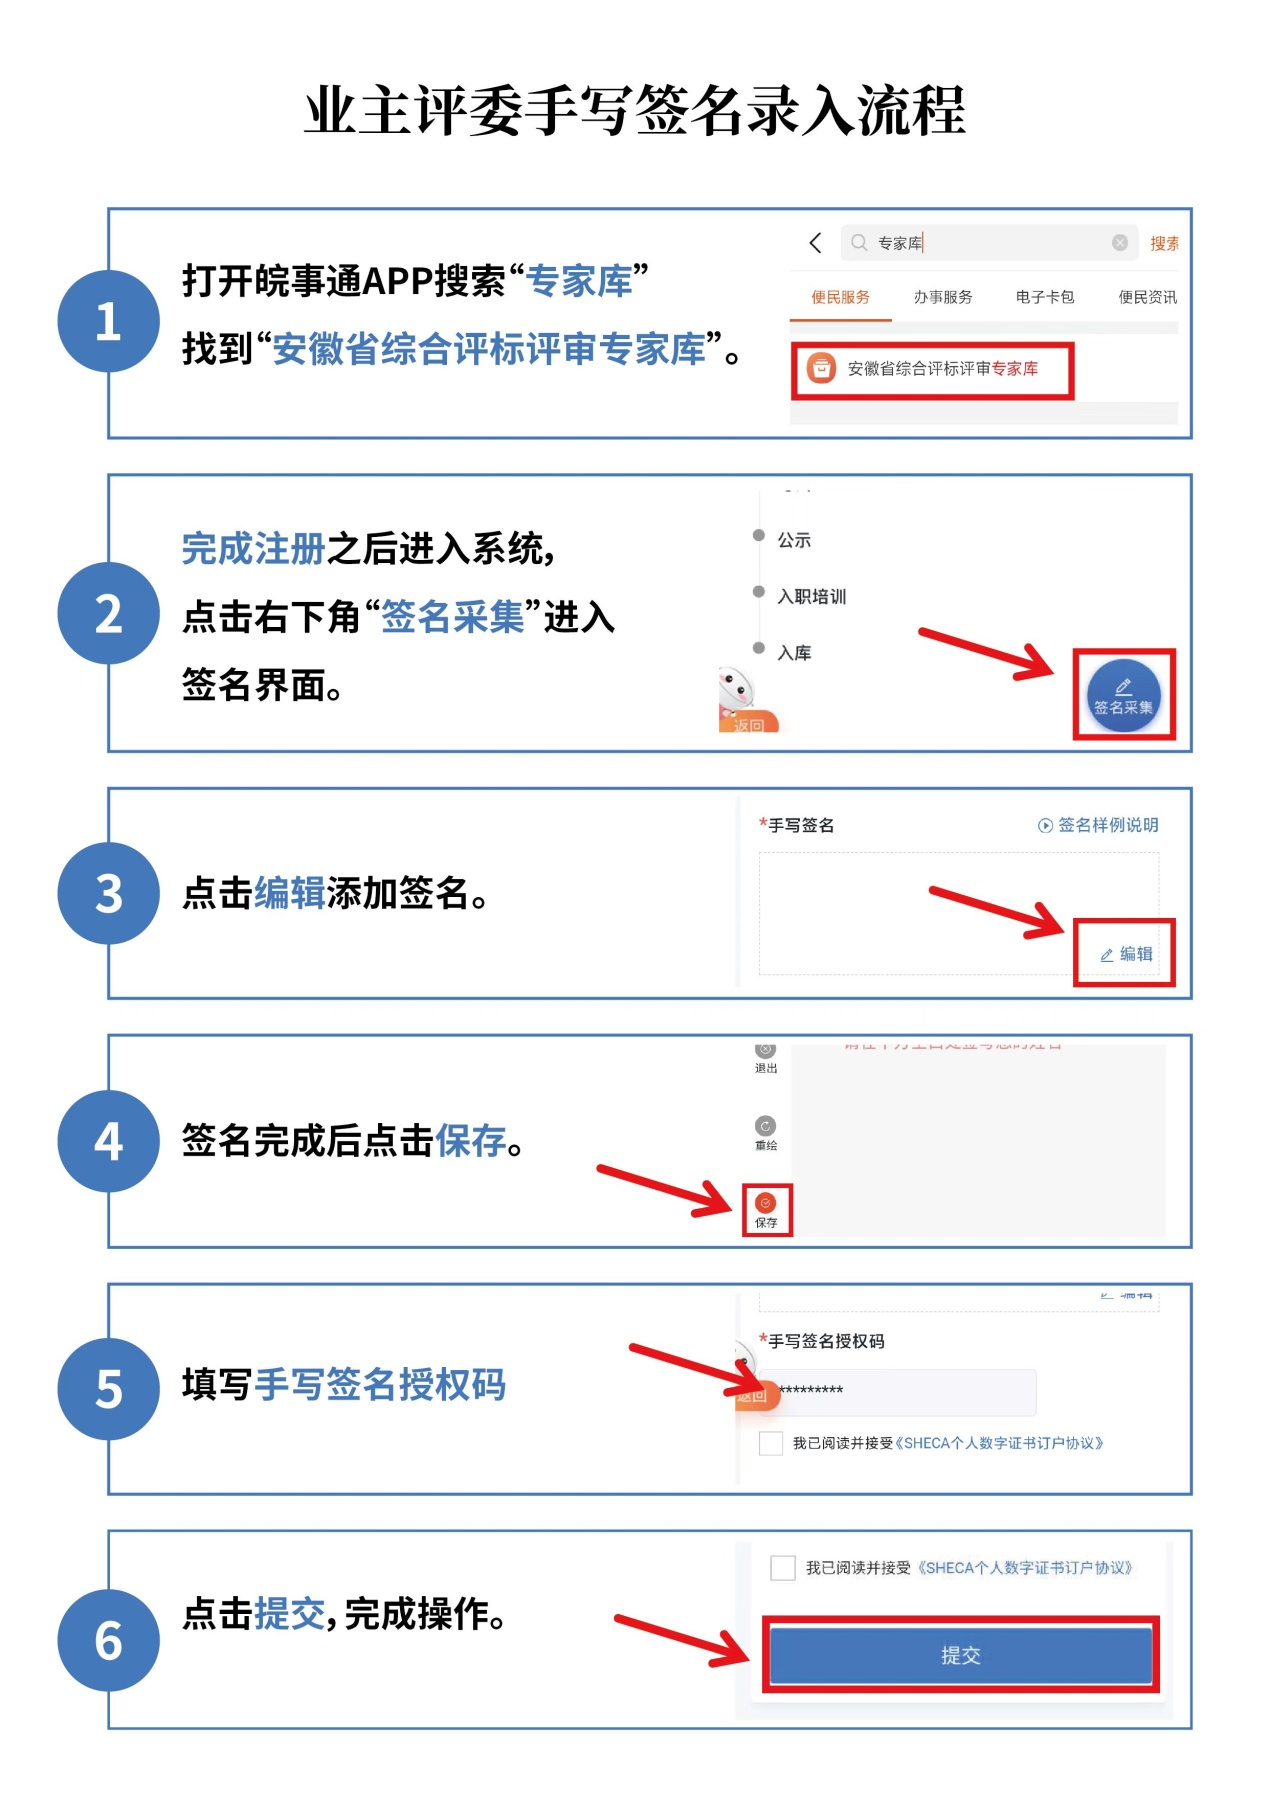 业主评委手写签名录入流程
1
打开皖事通APP搜索“专家库”
找到“安徽省综合评标评审专家库”。
专家库
搜索
便民服务 办事服务 电子卡包 便民资讯
安徽省综合评标评审专家库
2
完成注册之后进入系统,
点击右下角“签名采集”进入
签名界面。
公示
入职培训
入库
返回
签名采集
3
点击编辑添加签名。
*手写签名
签名样例说明
编辑
4
签名完成后点击保存。
退出
重绘
保存
5
填写手写签名授权码
编辑
*手写签名授权码
返回
*********
我已阅读并接受《SHECA个人数字证书订户协议》
6
点击提交,完成操作。
我已阅读并接受《SHECA个人数字证书订户协议》
提交